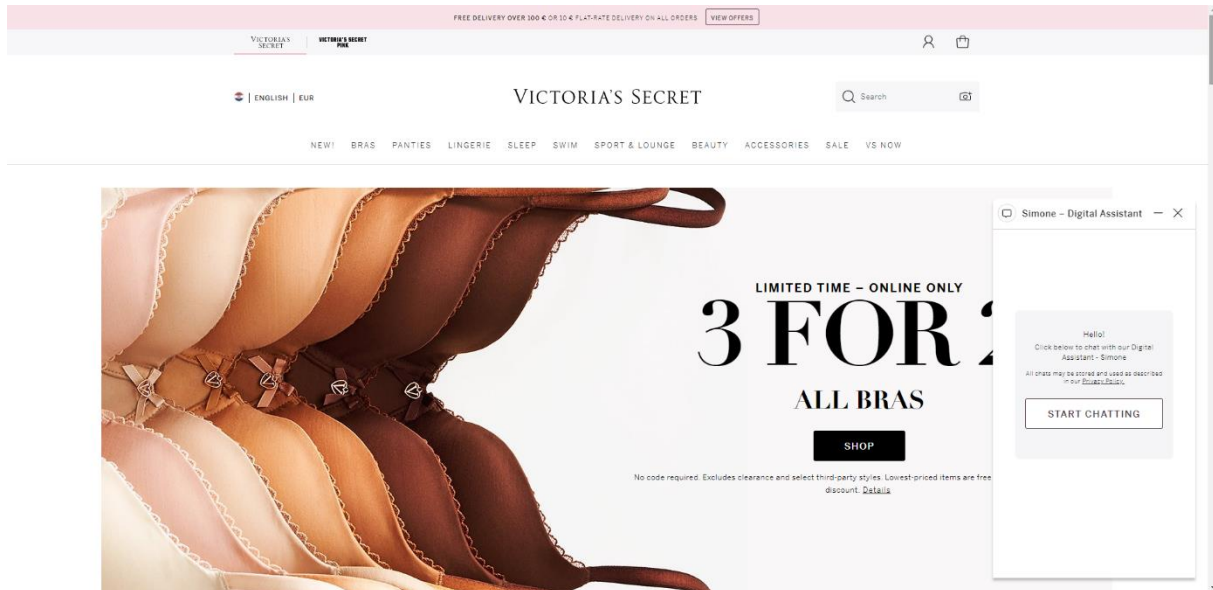 FREE DELIVERY OVER 100 € OR 10 € FLAT-RATE DELIVERY ON ALL ORDERS VIEW OFFERS
VICTORIA'S SECRET
VICTORIA'S SECRET PINK
ENGLISH EUR
VICTORIA'S SECRET
Search
NEW! BRAS PANTIES LINGERIE SLEEP SWIM SPORT & LOUNGE BEAUTY ACCESSORIES SALE VS NOW
LIMITED TIME – ONLINE ONLY
3 FOR 2
ALL BRAS
SHOP
No code required. Excludes clearance and select third-party styles. Lowest-priced items are free
discount. Details
Simone – Digital Assistant
Hello!
Click below to chat with our Digital
Assistant - Simone
All chats may be stored and used as described
in our Privacy Policy.
START CHATTING